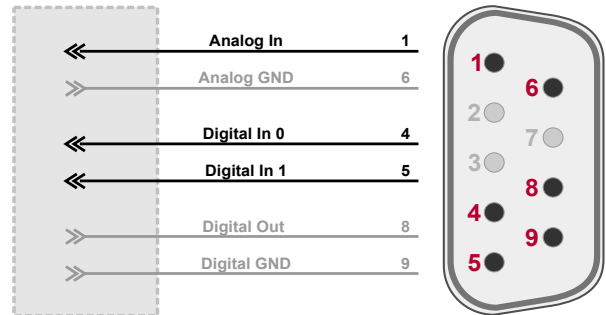 Analog In 1
Analog GND 6
Digital In 0 4
Digital In 1 5
Digital Out 8
Digital GND 9
1
6
2
7
3
8
4
9
5